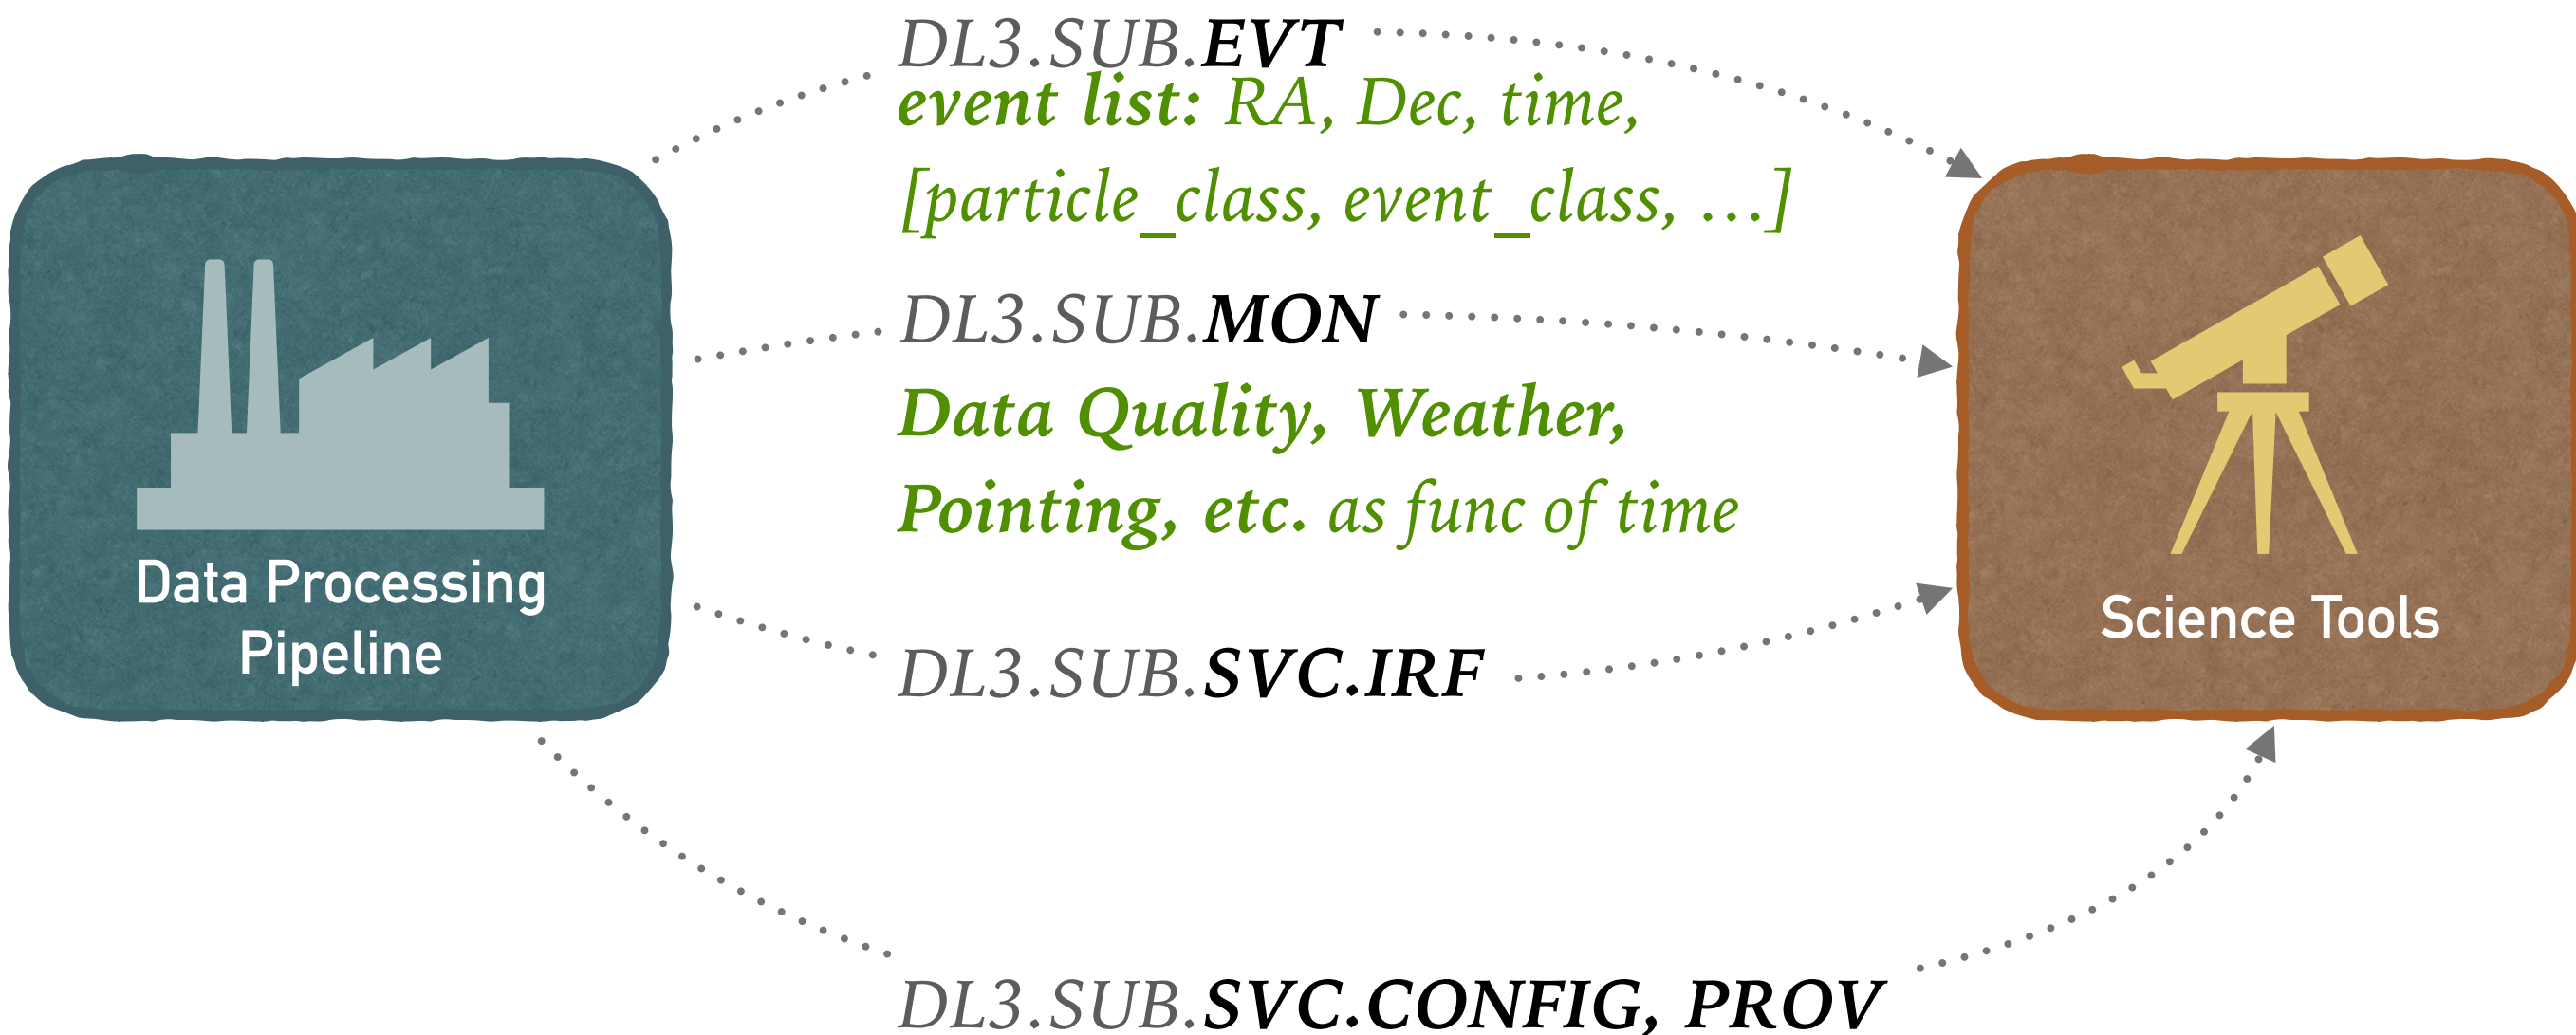 DL3.SUB.EVT
event list: RA, Dec, time,
[particle_class, event_class, …]
DL3.SUB.MON
Data Quality, Weather,
Pointing, etc. as func of time
DL3.SUB.SVC.IRF
DL3.SUB.SVC.CONFIG, PROV
Data Processing
Pipeline
Science Tools